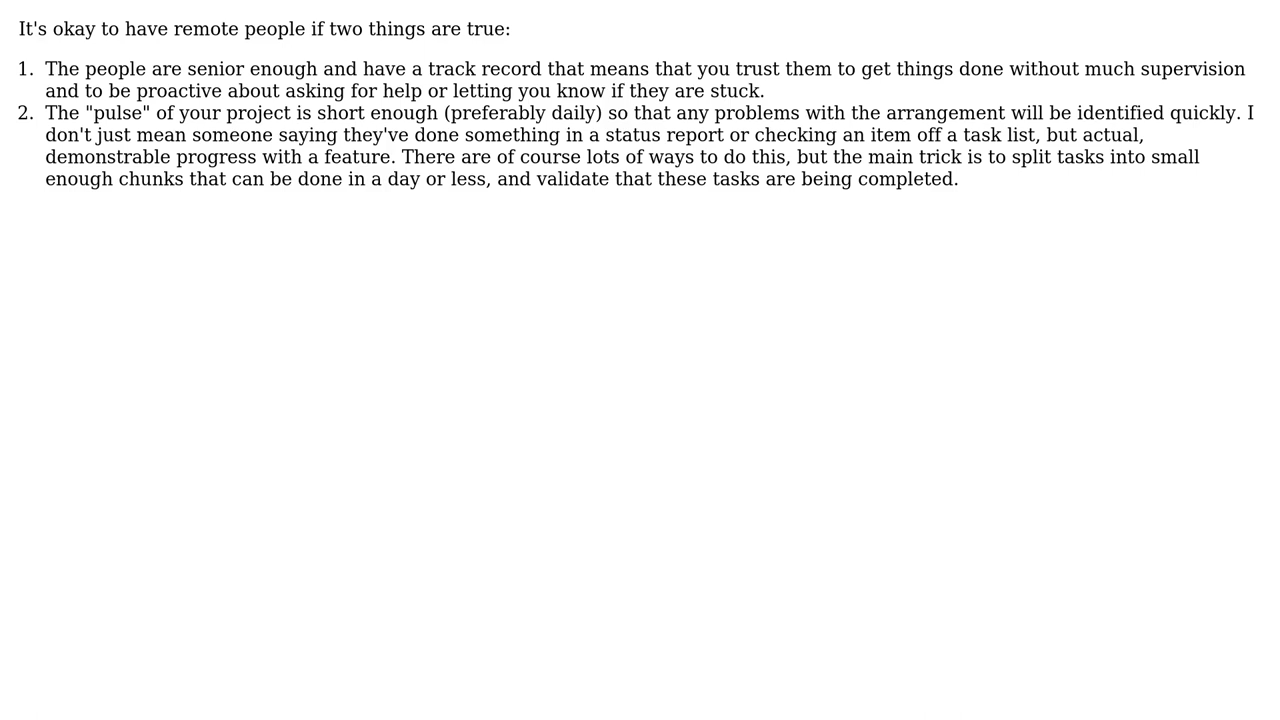 It's okay to have remote people if two things are true:
1. The people are senior enough and have a track record that means that you trust them to get things done without much supervision
and to be proactive about asking for help or letting you know if they are stuck.
2. The "pulse" of your project is short enough (preferably daily) so that any problems with the arrangement will be identified quickly. I
don't just mean someone saying they've done something in a status report or checking an item off a task list, but actual,
demonstrable progress with a feature. There are of course lots of ways to do this, but the main trick is to split tasks into small
enough chunks that can be done in a day or less, and validate that these tasks are being completed.